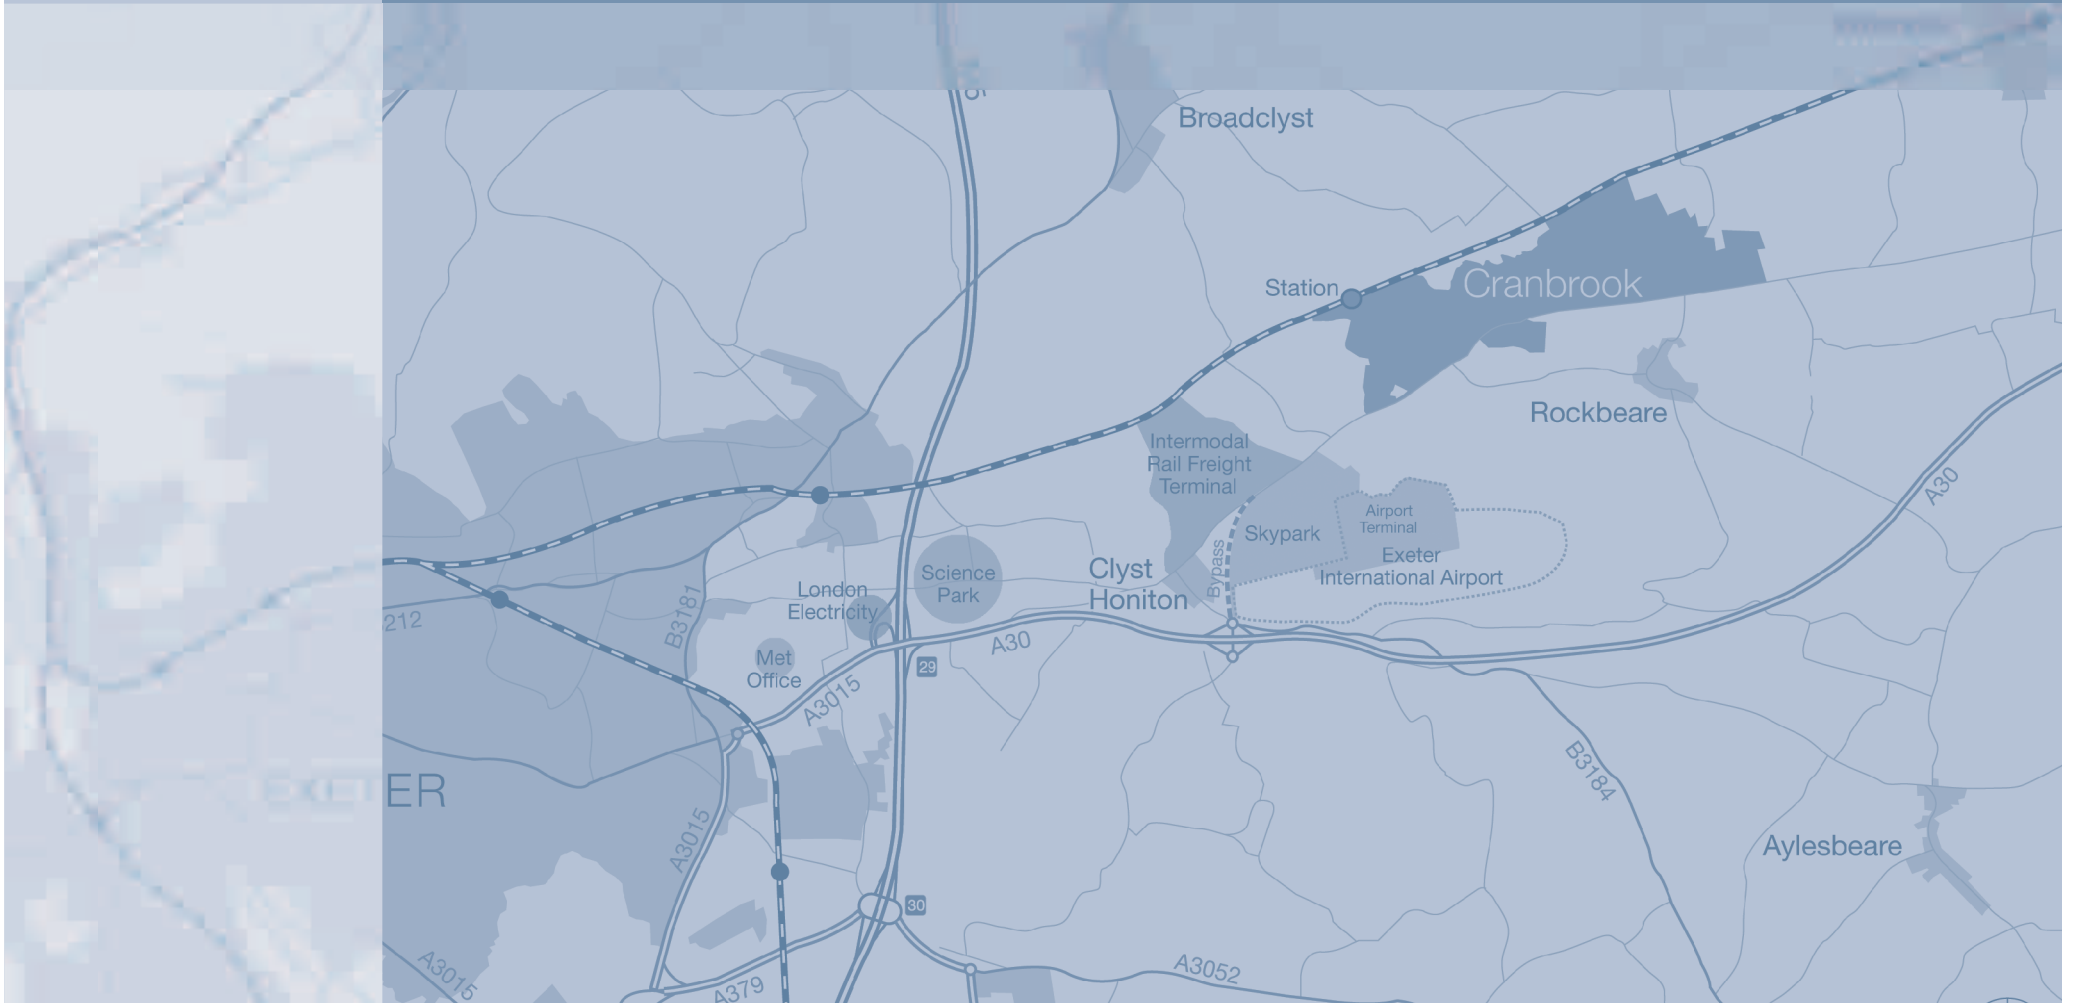 Broadclyst
Station
Cranbrook
Rockbeare
Intermodal
Rail Freight
Terminal
Airport
Terminal
Skypark
Exeter
International Airport
Bypass
Clyst
Honiton
Science
Park
London
Electricity
Met
Office
B3181
212
A30
A30
29
A3015
B3184
ER
A3015
Aylesbeare
30
A3015
A379
A3052